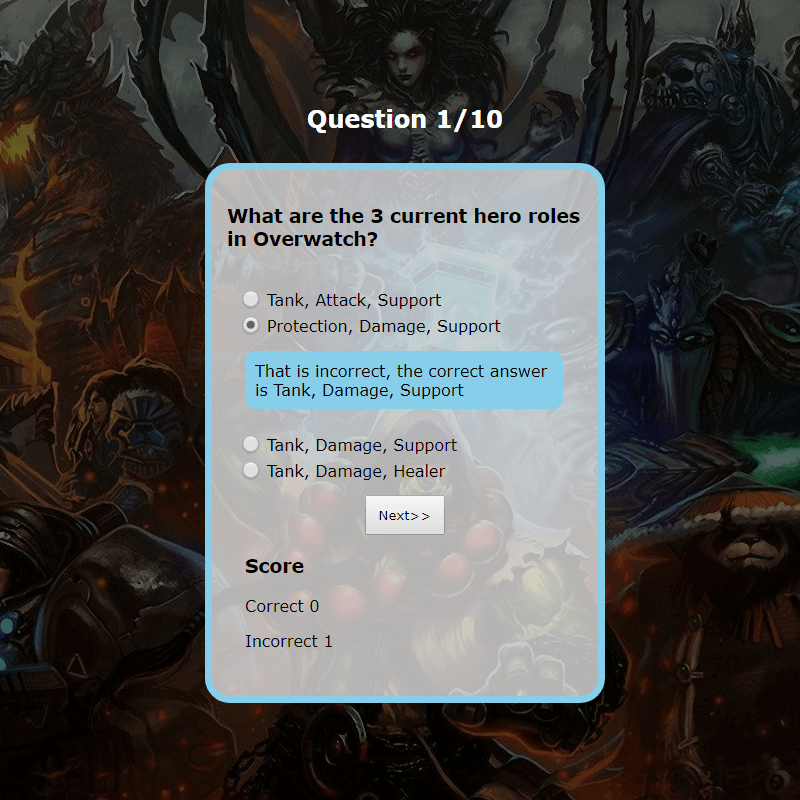 Question 1/10
What are the 3 current hero roles
in Overwatch?
Tank, Attack, Support
Protection, Damage, Support
That is incorrect, the correct answer
is Tank, Damage, Support
Tank, Damage, Support
Tank, Damage, Healer
Next>>
Score
Correct 0
Incorrect 1